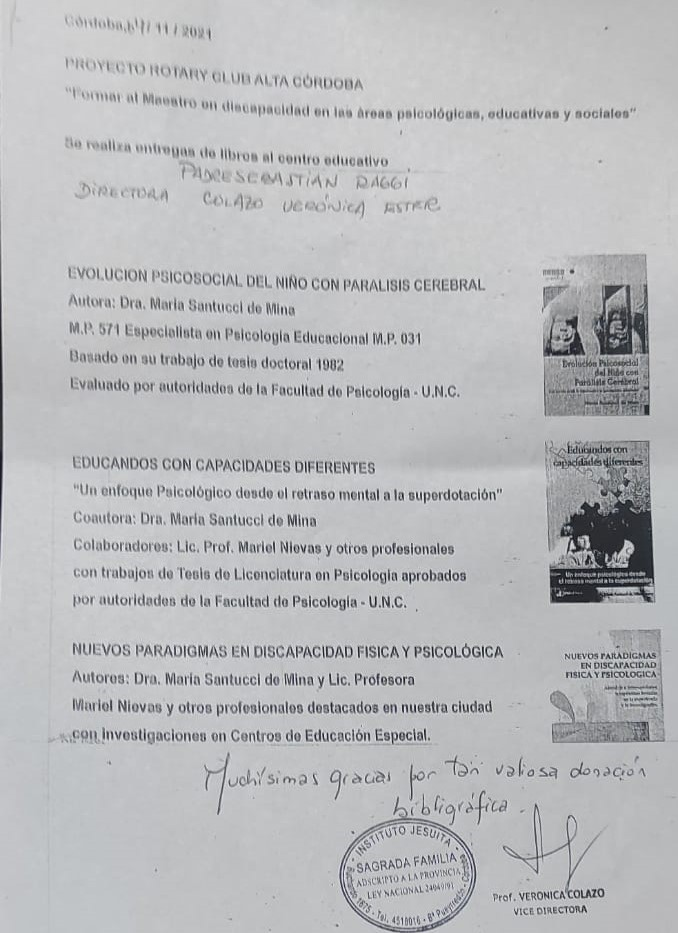 Córdoba, 17/11/2021
PROYECTO ROTARY CLUB ALTA CÓRDOBA
"Formar al Maestro en discapacidad en las áreas psicológicas, educativas y sociales"
Se realiza entregas de libros al centro educativo
PADRE SEBASTIÁN RAGGI
DIRECTORA COLAZO VERÓNICA
EVOLUCION PSICOSOCIAL DEL NIÑO CON PARALISIS CEREBRAL
Autora: Dra. María Santucci de Mina
M.P. 571 Especialista en Psicología Educacional M.P. 031
Basado en su trabajo de tesis doctoral 1982
Evaluado por autoridades de la Facultad de Psicología - U.N.C.
Evolución Psicosocial
del Niño con
Parálisis Cerebral
EDUCANDOS CON CAPACIDADES DIFERENTES
"Un enfoque Psicológico desde el retraso mental a la superdotación"
Coautora: Dra. María Santucci de Mina
Colaboradores: Lic. Prof. Mariel Nievas y otros profesionales
con trabajos de Tesis de Licenciatura en Psicología aprobados
por autoridades de la Facultad de Psicología - U.N.C.
Educandos con
capacidades diferentes
Un enfoque psicológico desde
el retraso mental a la superdotación
NUEVOS PARADIGMAS EN DISCAPACIDAD FISICA Y PSICOLÓGICA
Autores: Dra. María Santucci de Mina y Lic. Profesora
Mariel Nievas y otros profesionales destacados en nuestra ciudad
con Investigaciones en Centros de Educación Especial.
NUEVOS PARADIGMAS
EN DISCAPACIDAD
FISICA Y PSICOLOGICA
Muchísimas gracias por tan valiosa donación
bibligráfica.
INSTITUTO JESUITA
SAGRADA FAMILIA
ADSCRIPTO A LA PROVINCIA
LEY NACIONAL
Tel. 4518016 - Bº Pueyrredón
Prof. VERONICA COLAZO
VICE DIRECTORA